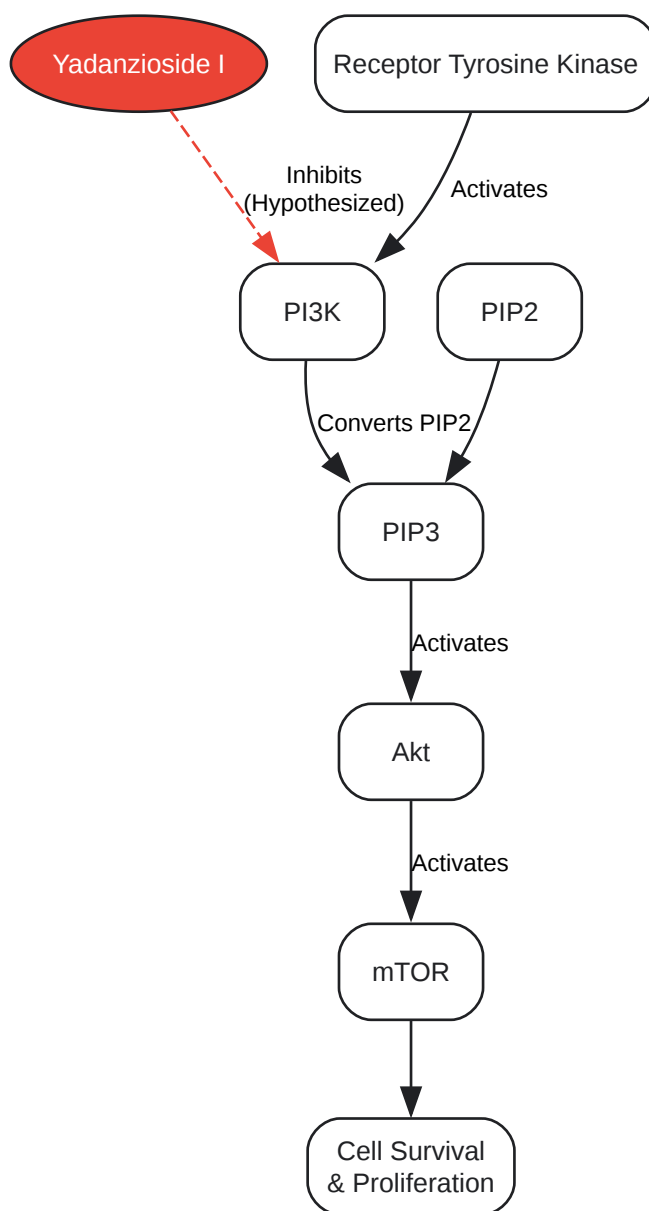 Yadanzioside I
Receptor Tyrosine Kinase
Inhibits
(Hypothesized)
Activates
PI3K
PIP2
Converts PIP2
PIP3
Activates
Akt
Activates
mTOR
Cell Survival
& Proliferation